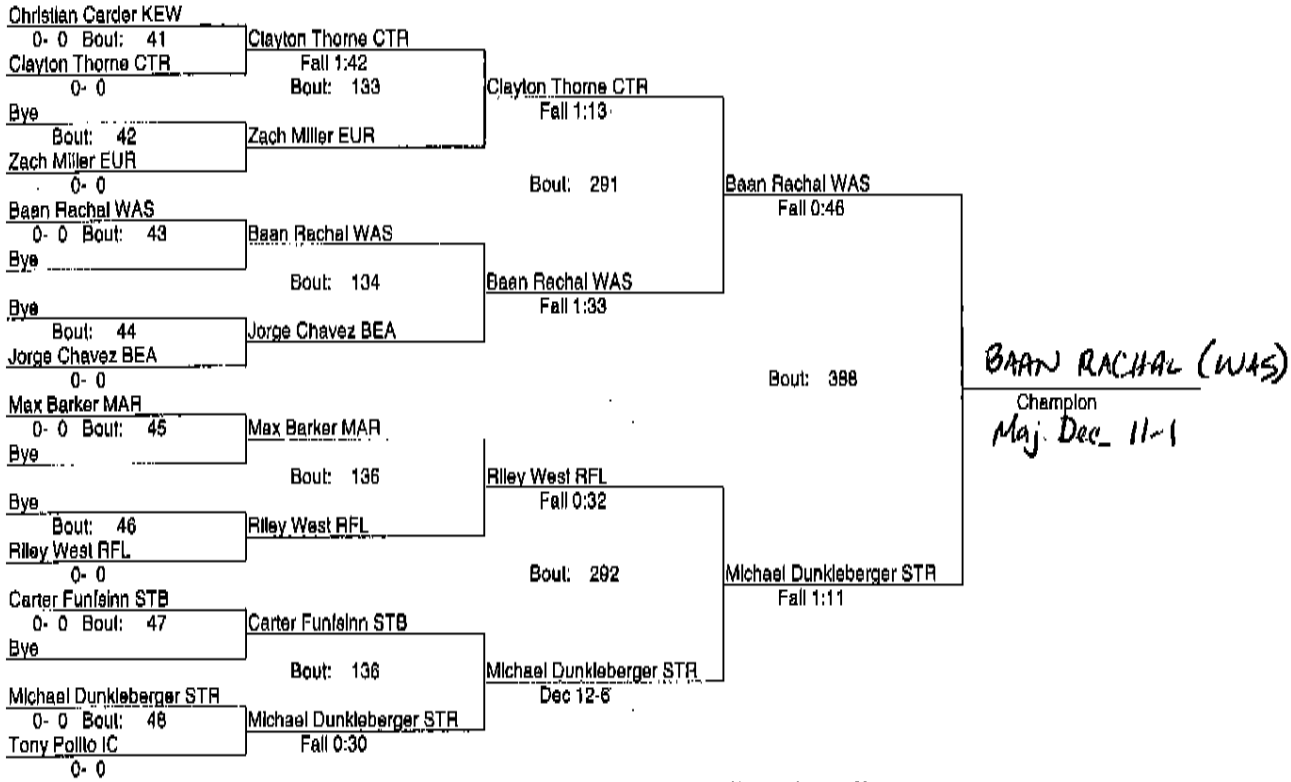 Christian Carder KEW
0- 0 Bout: 41
Clayton Thorne CTR
0- 0
Bye
Bout: 42
Zach Miller EUR
0- 0
Baan Rachal WAS
0- 0 Bout: 43
Bye
Bye
Bout: 44
Jorge Chavez BEA
0- 0
Max Barker MAR
0- 0 Bout: 45
Bye
Bye
Bout: 46
Riley West RFL
0- 0
Carter Funfsinn STB
0- 0 Bout: 47
Bye
Michael Dunkleberger STR
0- 0 Bout: 48
Tony Polito IC
0- 0
Clayton Thorne CTR
Fall 1:42
Bout: 133
Zach Miller EUR
Baan Rachal WAS
Bout: 134
Jorge Chavez BEA
Max Barker MAR
Bout: 136
Riley West RFL
Carter Funfsinn STB
Bout: 136
Michael Dunkleberger STR
Fall 0:30
Clayton Thorne CTR
Fall 1:13
Bout: 291
Baan Rachal WAS
Fall 1:33
Riley West RFL
Fall 0:32
Bout: 292
Michael Dunkleberger STR
Dec 12-6
Baan Rachal WAS
Fall 0:46
Bout: 388
Michael Dunkleberger STR
Fall 1:11
BAAN RACHAL (WAS)
Champion
Maj. Dec 11-1